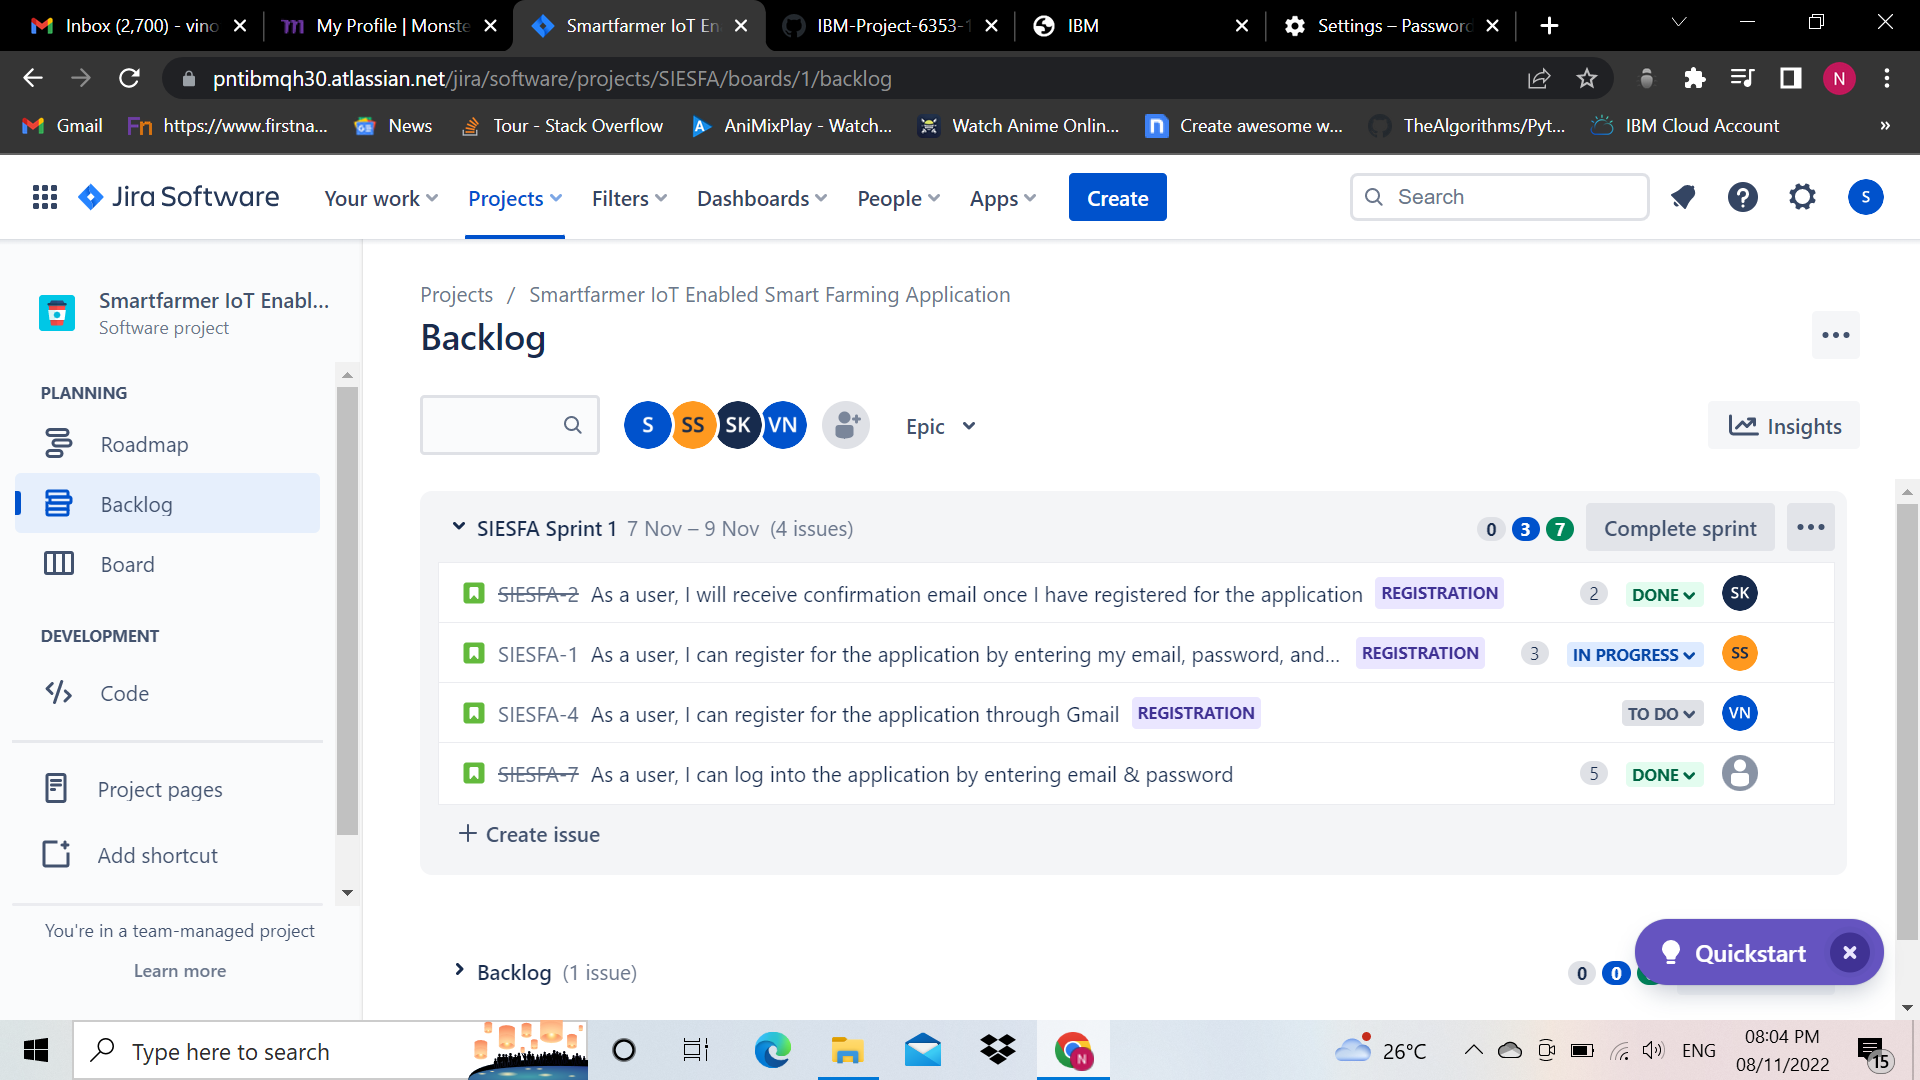 Inbox (2,700) - vino
My Profile | Monste
Smartfarmer IoT En
IBM-Project-6353-1
IBM
Settings – Password
pntibmqh30.atlassian.net/jira/software/projects/SIESFA/boards/1/backlog
N
Gmail
https://www.firstna...
News
Tour - Stack Overflow
AniMixPlay - Watch...
Watch Anime Onlin...
Create awesome w...
TheAlgorithms/Pyt...
IBM Cloud Account
»
Jira Software
Your work
Projects
Filters
Dashboards
People
Apps
Create
Search
S
Smartfarmer IoT Enabl...
Software project
PLANNING
Roadmap
Backlog
Board
DEVELOPMENT
Code
Project pages
Add shortcut
You're in a team-managed project
Learn more
Projects / Smartfarmer IoT Enabled Smart Farming Application
Backlog
S SS SK VN
Epic
Insights
SIESFA Sprint 1 7 Nov – 9 Nov (4 issues)
0 3 7
Complete sprint
SIESFA-2 As a user, I will receive confirmation email once I have registered for the application REGISTRATION 2 DONE SK
SIESFA-1 As a user, I can register for the application by entering my email, password, and... REGISTRATION 3 IN PROGRESS SS
SIESFA-4 As a user, I can register for the application through Gmail REGISTRATION TO DO VN
SIESFA-7 As a user, I can log into the application by entering email & password 5 DONE
+ Create issue
Backlog (1 issue)
0 0
Quickstart
Type here to search
N
26°C
ENG
08:04 PM
08/11/2022
15